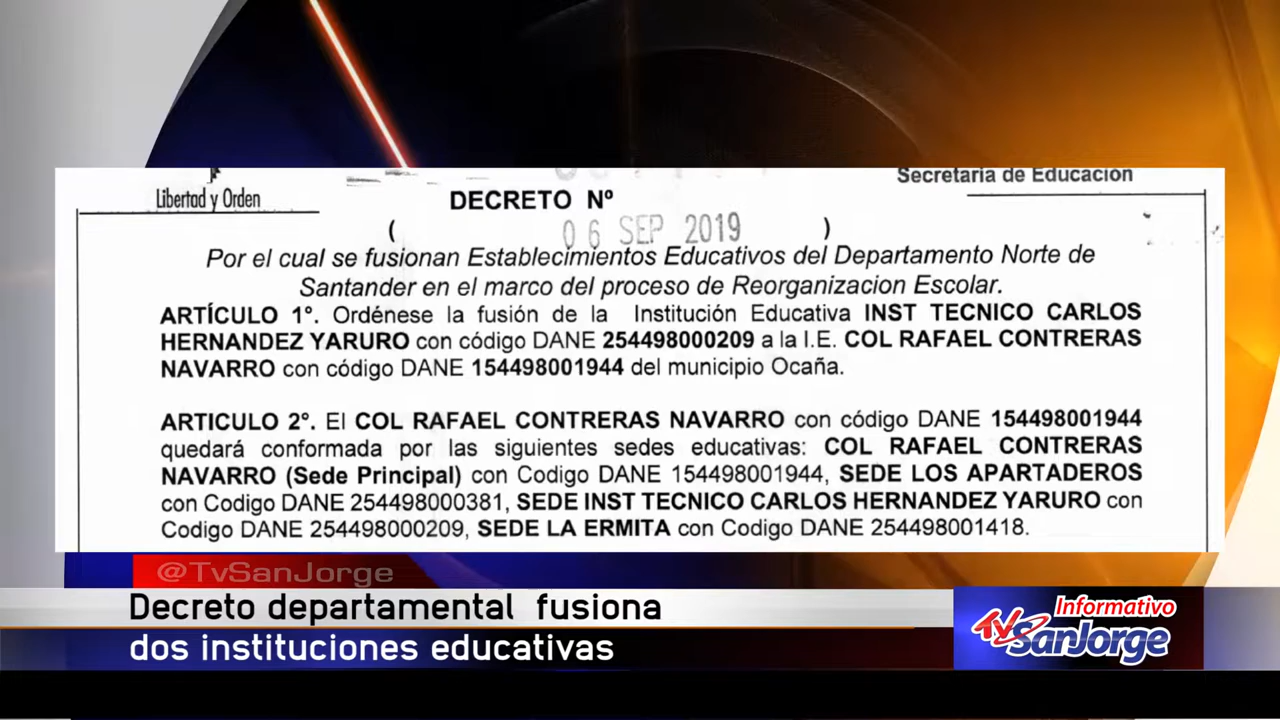 Libertad y Orden
Secretaria de Educación
DECRETO Nº
( 06 SEP 2019 )
Por el cual se fusionan Establecimientos Educativos del Departamento Norte de
Santander en el marco del proceso de Reorganizacion Escolar.
ARTÍCULO 1º. Ordénese la fusión de la Institución Educativa INST TECNICO CARLOS
HERNANDEZ YARURO con código DANE 254498000209 a la I.E. COL RAFAEL CONTRERAS
NAVARRO con código DANE 154498001944 del municipio Ocaña.
ARTICULO 2º. El COL RAFAEL CONTRERAS NAVARRO con código DANE 154498001944
quedará conformada por las siguientes sedes educativas: COL RAFAEL CONTRERAS
NAVARRO (Sede Principal) con Codigo DANE 154498001944, SEDE LOS APARTADEROS
con Codigo DANE 254498000381, SEDE INST TECNICO CARLOS HERNANDEZ YARURO con
Codigo DANE 254498000209, SEDE LA ERMITA con Codigo DANE 254498001418.
@TvSanJorge
Decreto departamental fusiona
dos instituciones educativas
Informativo
Tv SanJorge